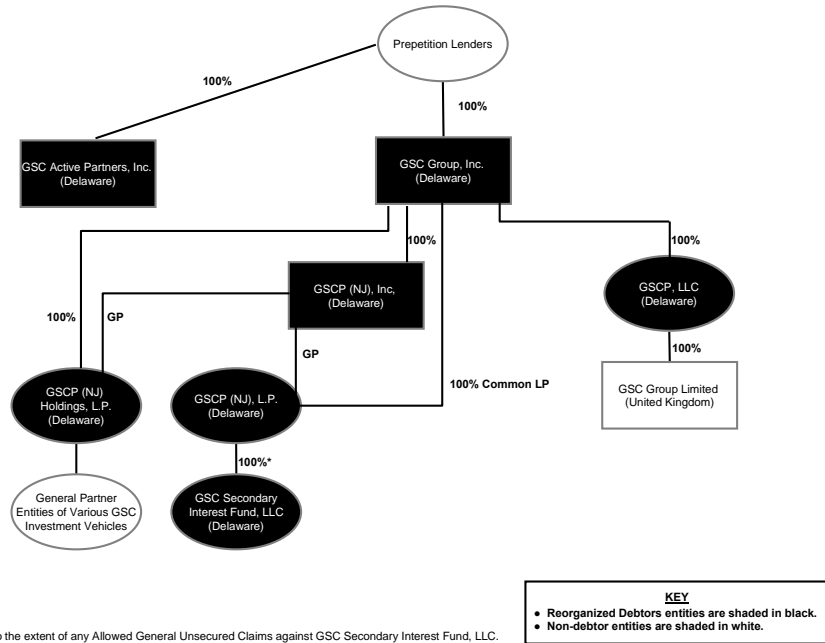 Prepetition Lenders
100%
100%
GSC Active Partners, Inc.
(Delaware)
GSC Group, Inc.
(Delaware)
100%
100%
GSCP (NJ), Inc,
(Delaware)
GSCP, LLC
(Delaware)
100%
GP
GP
100%
100% Common LP
GSCP (NJ)
Holdings, L.P.
(Delaware)
GSCP (NJ), L.P.
(Delaware)
GSC Group Limited
(United Kingdom)
100%*
General Partner
Entities of Various GSC
Investment Vehicles
GSC Secondary
Interest Fund, LLC
(Delaware)
KEY
● Reorganized Debtors entities are shaded in black.
● Non-debtor entities are shaded in white.
o the extent of any Allowed General Unsecured Claims against GSC Secondary Interest Fund, LLC.